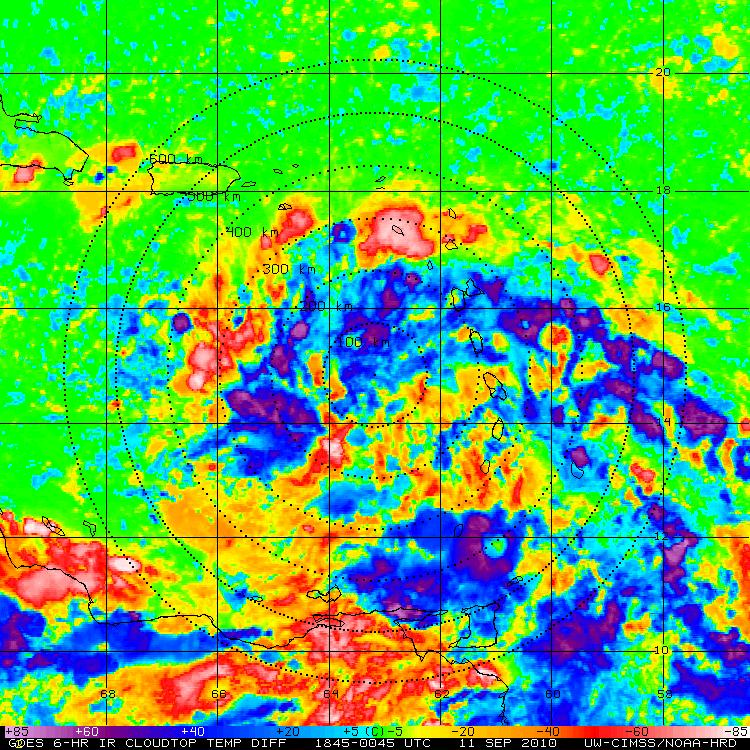 20
600 km
18
500 km
400 km
300 km
200 km
16
100 km
14
12
10
68 66 64 62 60 58
+85 +60 +40 +20 +5 (C) -5 -20 -40 -60 -85
GOES 6-HR IR CLOUDTOP TEMP DIFF 1845-0045 UTC 11 SEP 2010 UW-CIMSS/NOAA-HRD